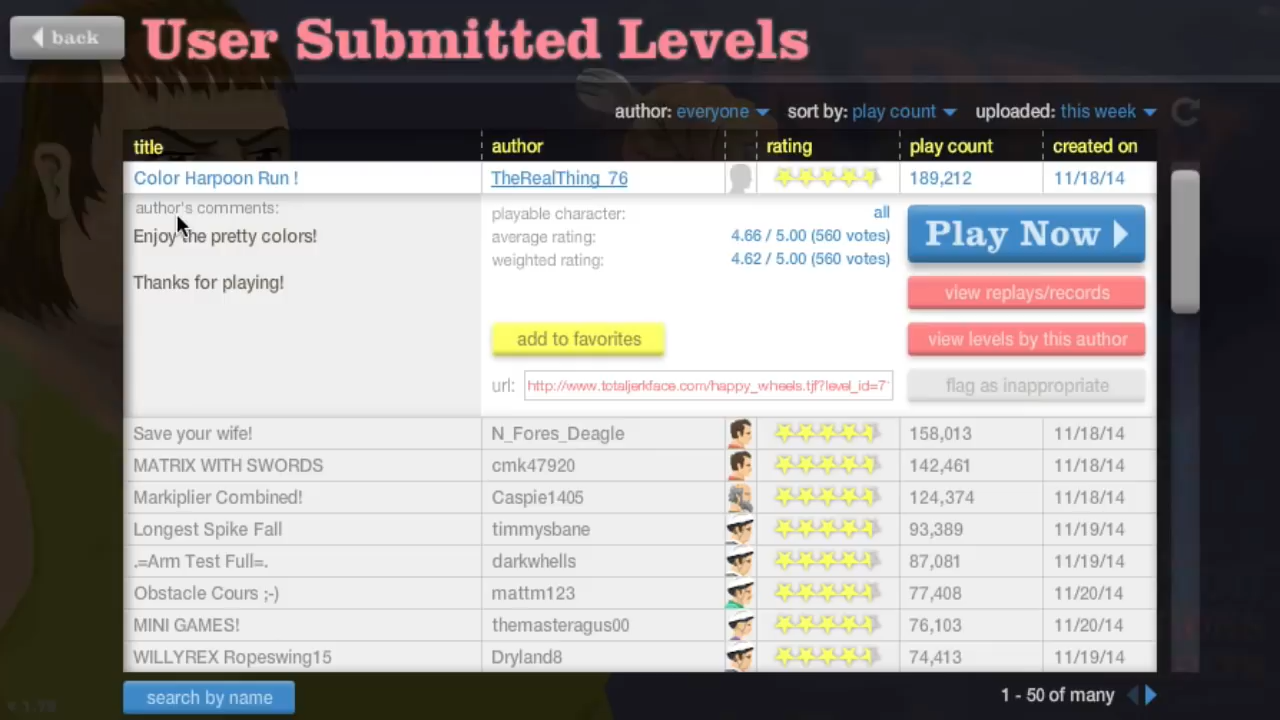 back
User Submitted Levels
author: everyone sort by: play count uploaded: this week
title author rating play count created on
Color Harpoon Run ! TheRealThing_76 189,212 11/18/14
author's comments:
Enjoy the pretty colors!
Thanks for playing!
playable character: all
average rating: 4.66 / 5.00 (560 votes)
weighted rating: 4.62 / 5.00 (560 votes)
add to favorites
url: http://www.totaljerkface.com/happy_wheels.tjf?level_id=7
Play Now
view replays/records
view levels by this author
flag as inappropriate
Save your wife! N_Fores_Deagle 158,013 11/18/14
MATRIX WITH SWORDS cmk47920 142,461 11/18/14
Markiplier Combined! Caspie1405 124,374 11/18/14
Longest Spike Fall timmysbane 93,389 11/19/14
.=Arm Test Full=. darkwhells 87,081 11/19/14
Obstacle Cours ;-) mattm123 77,408 11/20/14
MINI GAMES! themasteragus00 76,103 11/20/14
WILLYREX Ropeswing15 Dryland8 74,413 11/19/14
search by name
1 - 50 of many